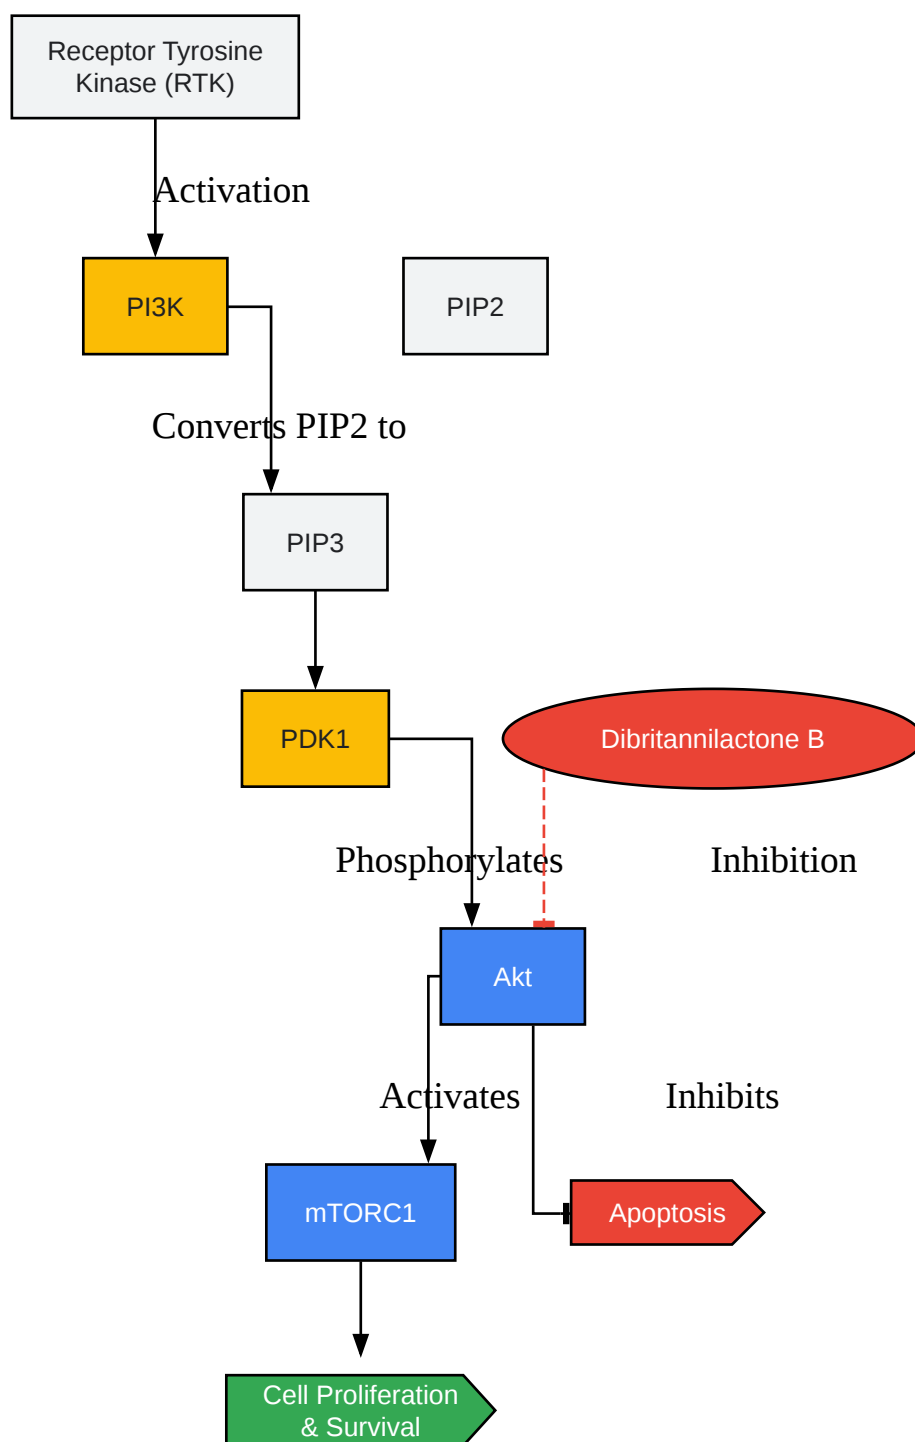 Receptor Tyrosine
Kinase (RTK)
Activation
PI3K
PIP2
Converts PIP2 to
PIP3
PDK1
Dibritannilactone B
Phosphorylates
Inhibition
Akt
Activates
Inhibits
mTORC1
Apoptosis
Cell Proliferation
& Survival